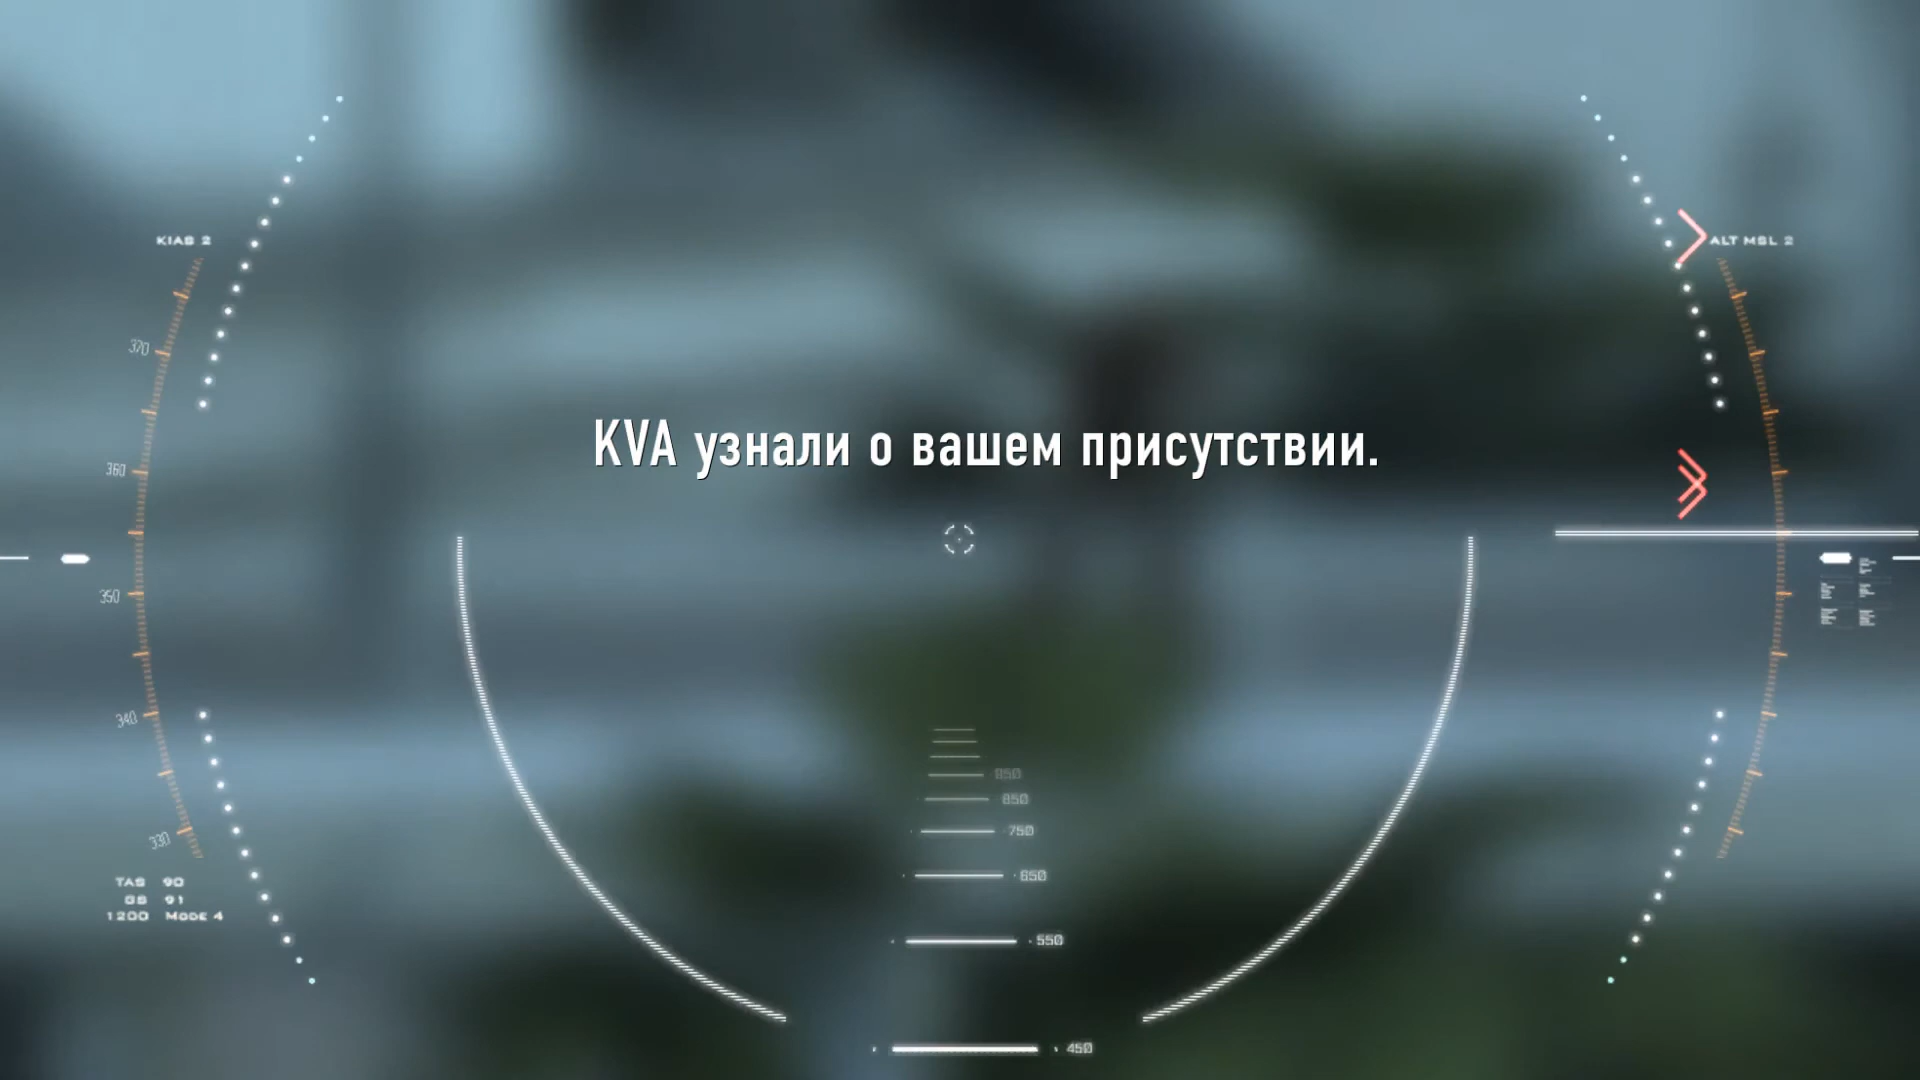 KIAS 2
ALT MSL 2
370
KVA узнали о вашем присутствии.
360
350
340
850
850
750
330
650
TAS 90
GS 91
1200 MODE 4
550
450